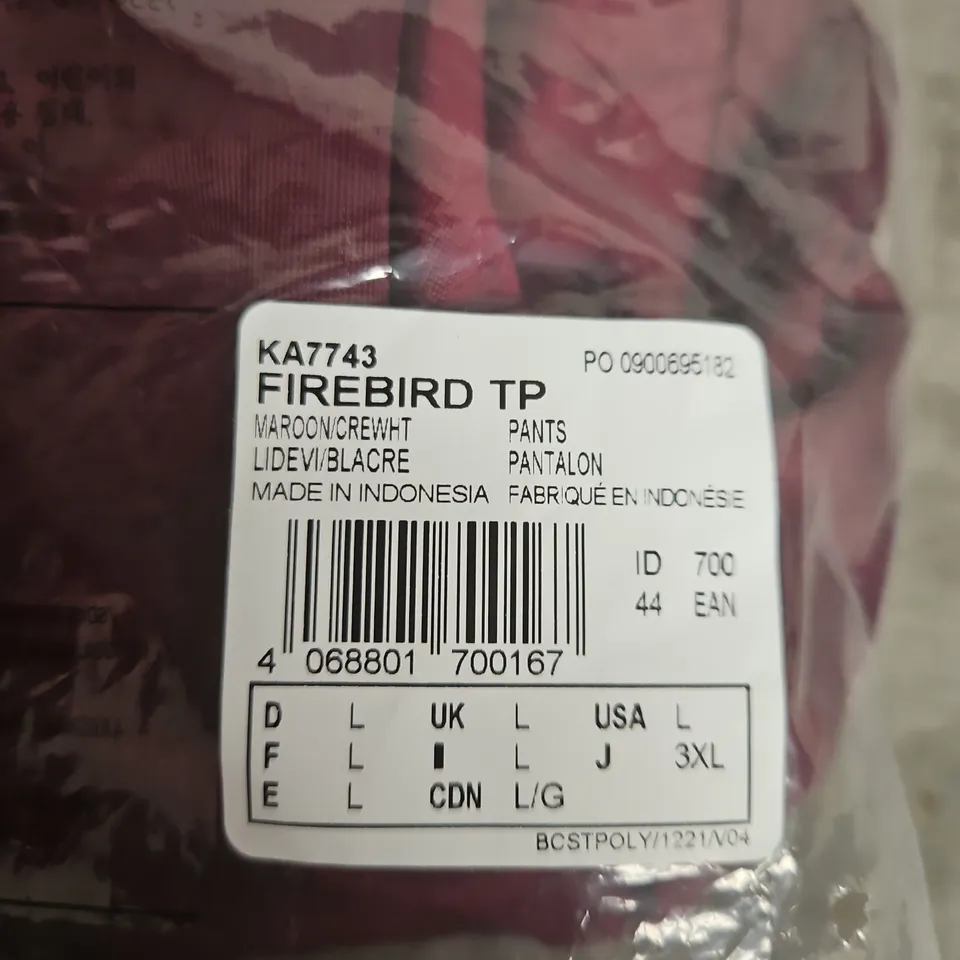 KA7743
PO 0900695182
FIREBIRD TP
MAROON/CREWHT PANTS
LIDEVI/BLACRE PANTALON
MADE IN INDONESIA FABRIQUÉ EN INDONÉSIE
ID 700
44 EAN
4 068801 700167
D L UK L USA L
F L I L J 3XL
E L CDN L/G
BCSTPOLY/1221/V04